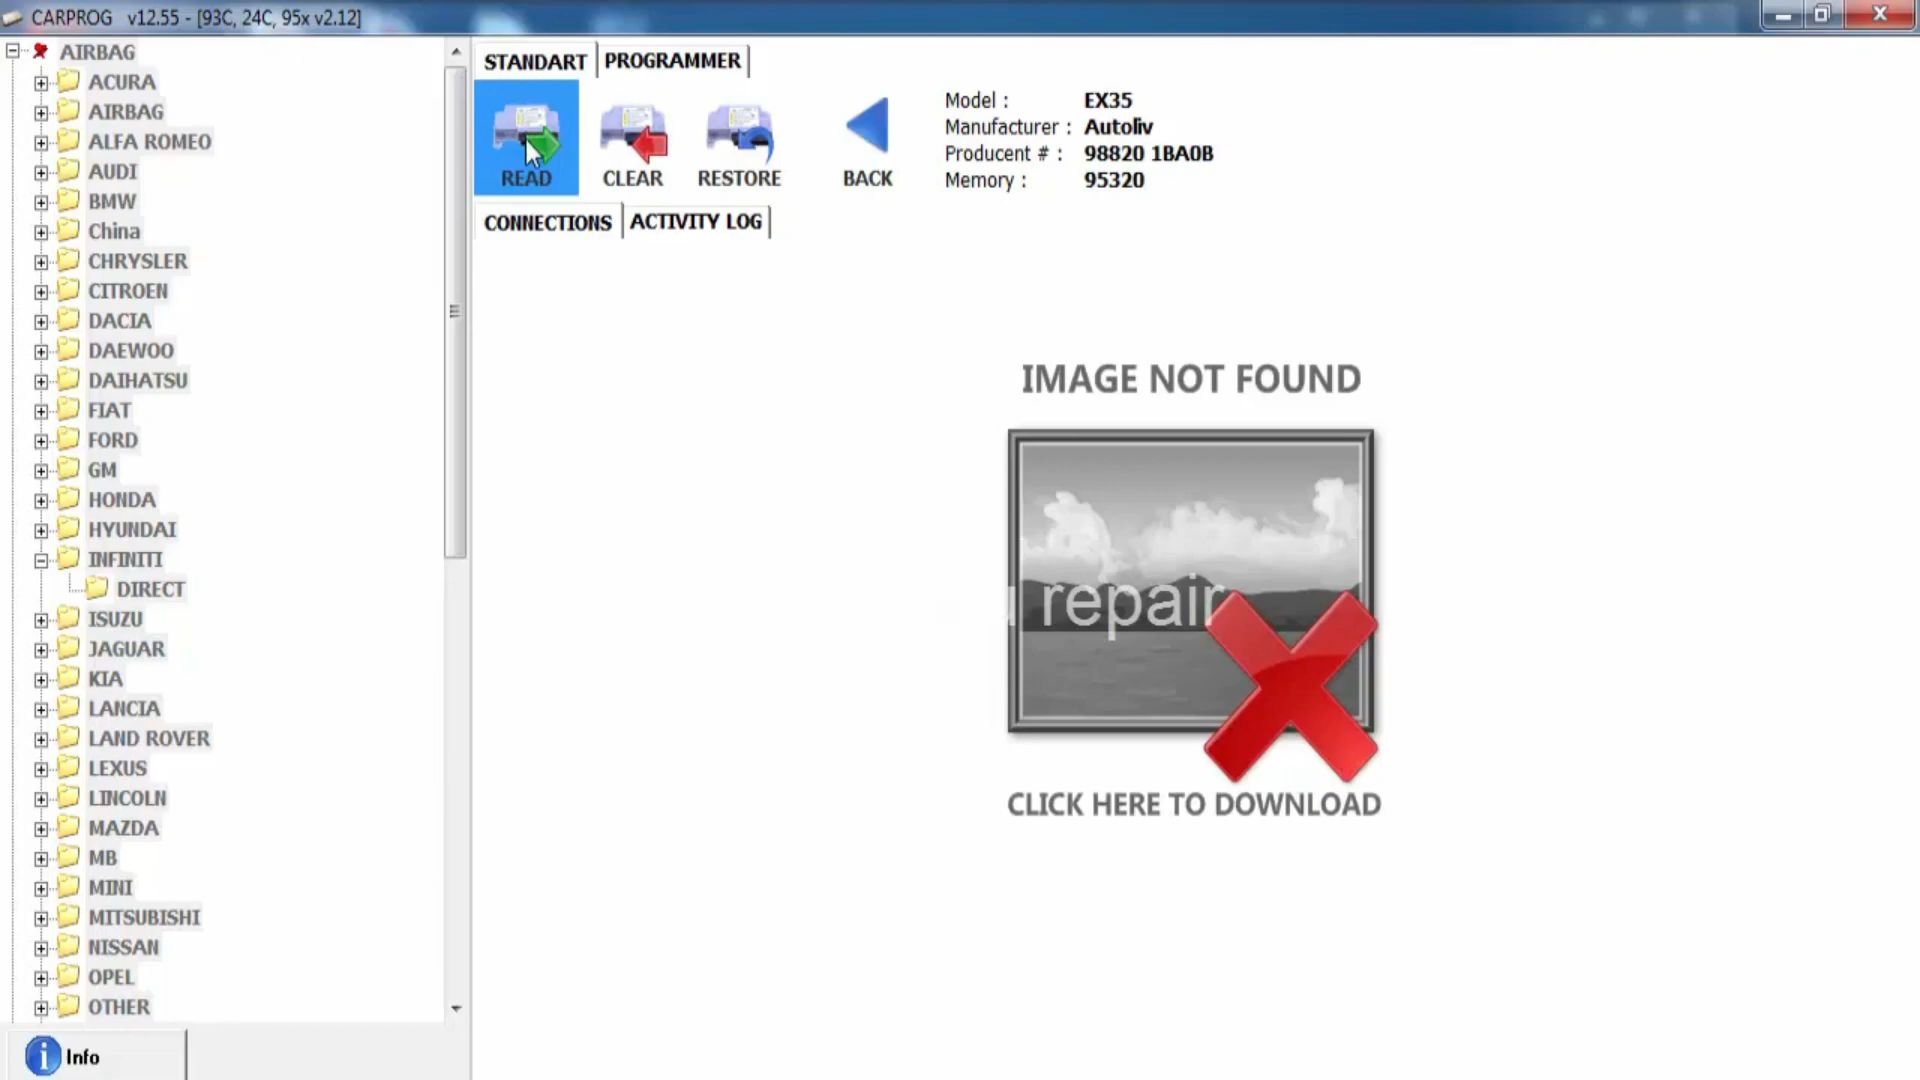 CARPROG v12.55 - [93C, 24C, 95x v2.12]
AIRBAG
ACURA
AIRBAG
ALFA ROMEO
AUDI
BMW
China
CHRYSLER
CITROEN
DACIA
DAEWOO
DAIHATSU
FIAT
FORD
GM
HONDA
HYUNDAI
INFINITI
DIRECT
ISUZU
JAGUAR
KIA
LANCIA
LAND ROVER
LEXUS
LINCOLN
MAZDA
MB
MINI
MITSUBISHI
NISSAN
OPEL
OTHER
Info
STANDART PROGRAMMER
READ CLEAR RESTORE BACK
Model : EX35
Manufacturer : Autoliv
Producent # : 98820 1BA0B
Memory : 95320
CONNECTIONS ACTIVITY LOG
IMAGE NOT FOUND
repair
CLICK HERE TO DOWNLOAD